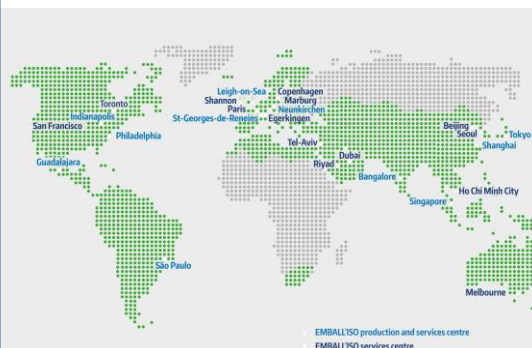 Leigh-on-Sea
Copenhagen
Shannon
Marburg
Toronto
Paris
Neunkirchen
Indianapolis
St-Georges-de-Reneins
Egerkingen
San Francisco
Beijing
Philadelphia
Seoul
Tokyo
Tel-Aviv
Shanghai
Dubai
Guadalajara
Riyad
Bangalore
Ho Chi Minh City
Singapore
São Paulo
Melbourne
EMBALL'ISO production and services centre
EMBALL'ISO services centre